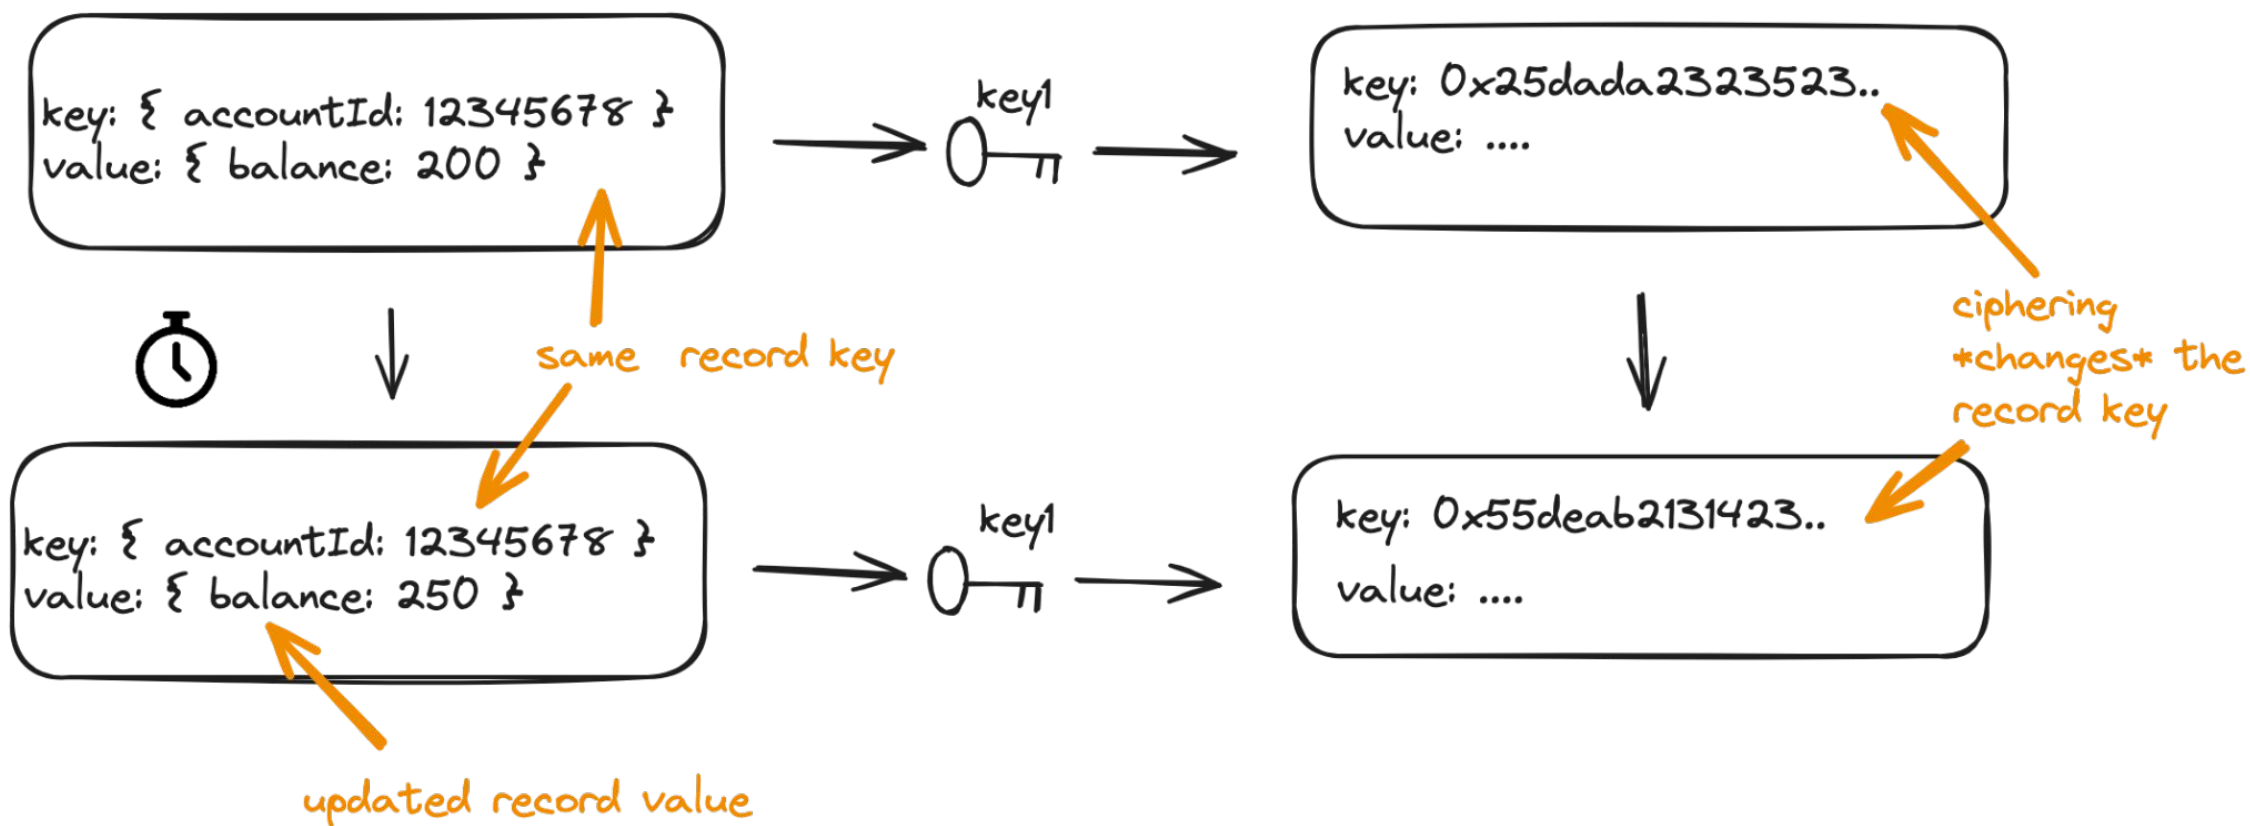 key: { accountId: 12345678 }
value: { balance: 200 }
key1
key: 0x25dada2323523..
value: ....
same record key
ciphering
*changes* the
record key
key: { accountId: 12345678 }
value: { balance: 250 }
key1
key: 0x55deab2131423..
value: ....
updated record value